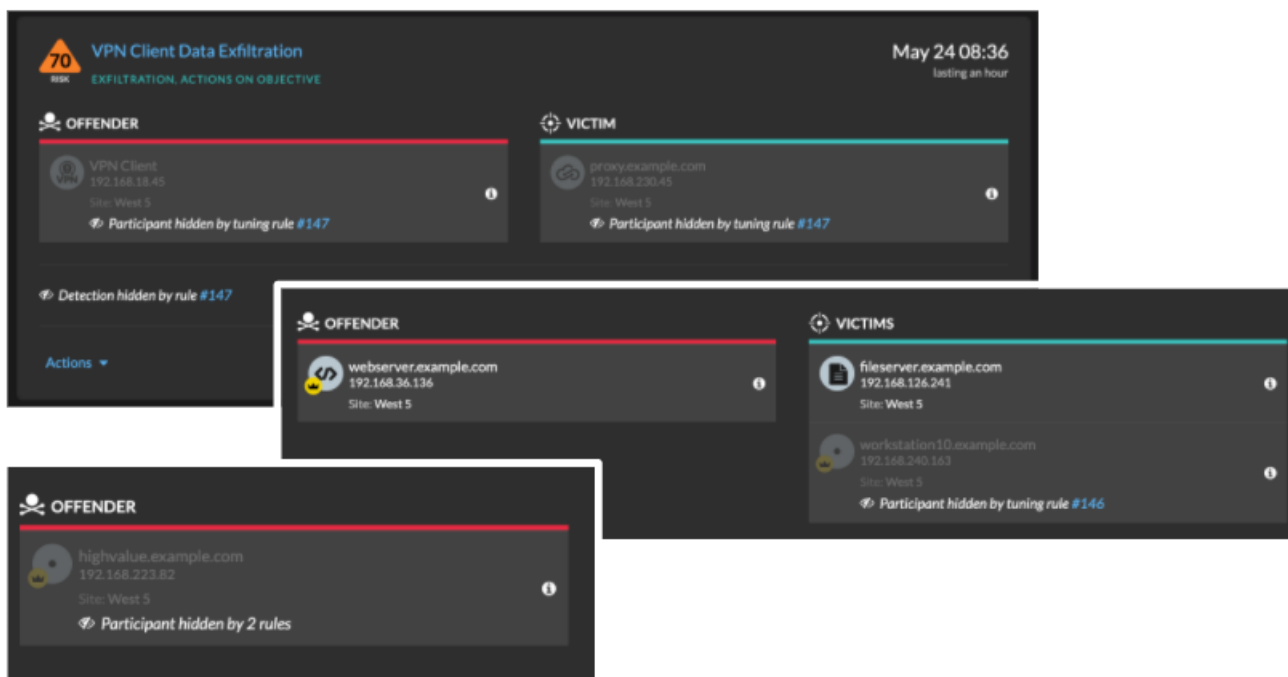 70
RISK
VPN Client Data Exfiltration
EXFILTRATION, ACTIONS ON OBJECTIVE
May 24 08:36
lasting an hour
OFFENDER
VPN
VPN Client
192.168.18.45
Site: West 5
Participant hidden by tuning rule #147
VICTIM
proxy.example.com
192.168.230.45
Site: West 5
Participant hidden by tuning rule #147
Detection hidden by rule #147
Actions
OFFENDER
webserver.example.com
192.168.36.136
Site: West 5
VICTIMS
fileserver.example.com
192.168.126.241
Site: West 5
workstation10.example.com
192.168.240.163
Site: West 5
Participant hidden by tuning rule #146
OFFENDER
highvalue.example.com
192.168.223.82
Site: West 5
Participant hidden by 2 rules